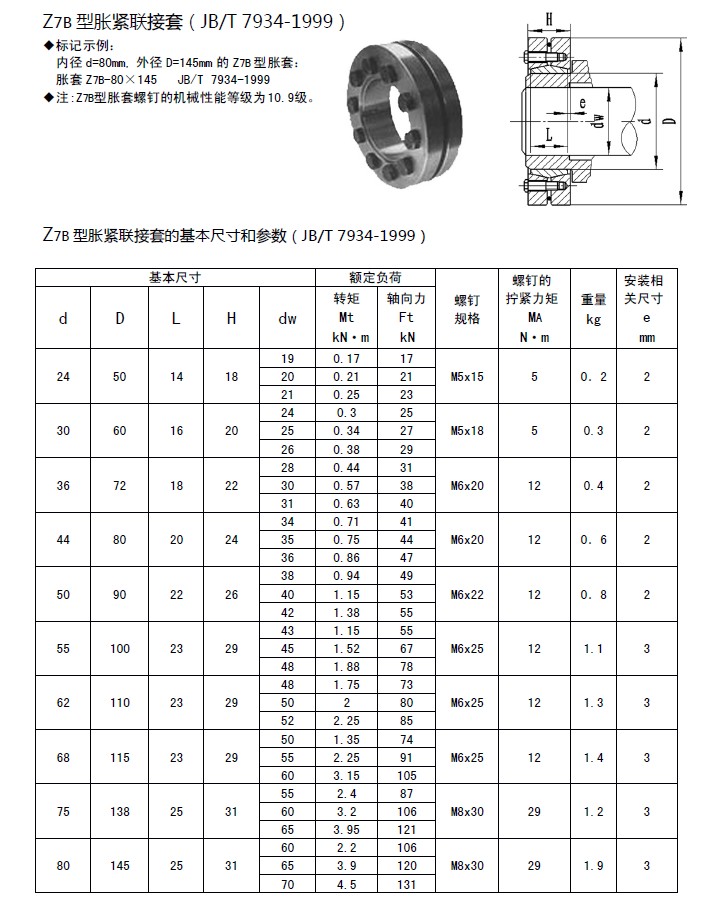 Z7B 型胀紧联接套（JB/T 7934-1999）
◆标记示例：
内径 d=80mm, 外径 D=145mm 的 Z7B 型胀套：
胀套 Z7B-80×145 JB/T 7934-1999
◆注：Z7B型胀套螺钉的机械性能等级为10.9级。
H
e
L
dw
d
D
Z7B 型胀紧联接套的基本尺寸和参数（JB/T 7934-1999）
基本尺寸 额定负荷 螺钉规格 螺钉的拧紧力矩 MA N·m 重量 kg 安装相关尺寸 e mm
d D L H dw 转矩 Mt kN·m 轴向力 Ft kN
24 50 14 18 19 0.17 17 M5x15 5 0.2 2
20 0.21 21
21 0.25 23
30 60 16 20 24 0.3 25 M5x18 5 0.3 2
25 0.34 27
26 0.38 29
36 72 18 22 28 0.44 31 M6x20 12 0.4 2
30 0.57 38
31 0.63 40
44 80 20 24 34 0.71 41 M6x20 12 0.6 2
35 0.75 44
36 0.86 47
50 90 22 26 38 0.94 49 M6x22 12 0.8 2
40 1.15 53
42 1.38 55
55 100 23 29 43 1.15 55 M6x25 12 1.1 3
45 1.52 67
48 1.88 78
62 110 23 29 48 1.75 73 M6x25 12 1.3 3
50 2 80
52 2.25 85
68 115 23 29 50 1.35 74 M6x25 12 1.4 3
55 2.25 91
60 3.15 105
75 138 25 31 55 2.4 87 M8x30 29 1.2 3
60 3.2 106
65 3.95 121
80 145 25 31 60 2.2 106 M8x30 29 1.9 3
65 3.9 120
70 4.5 131